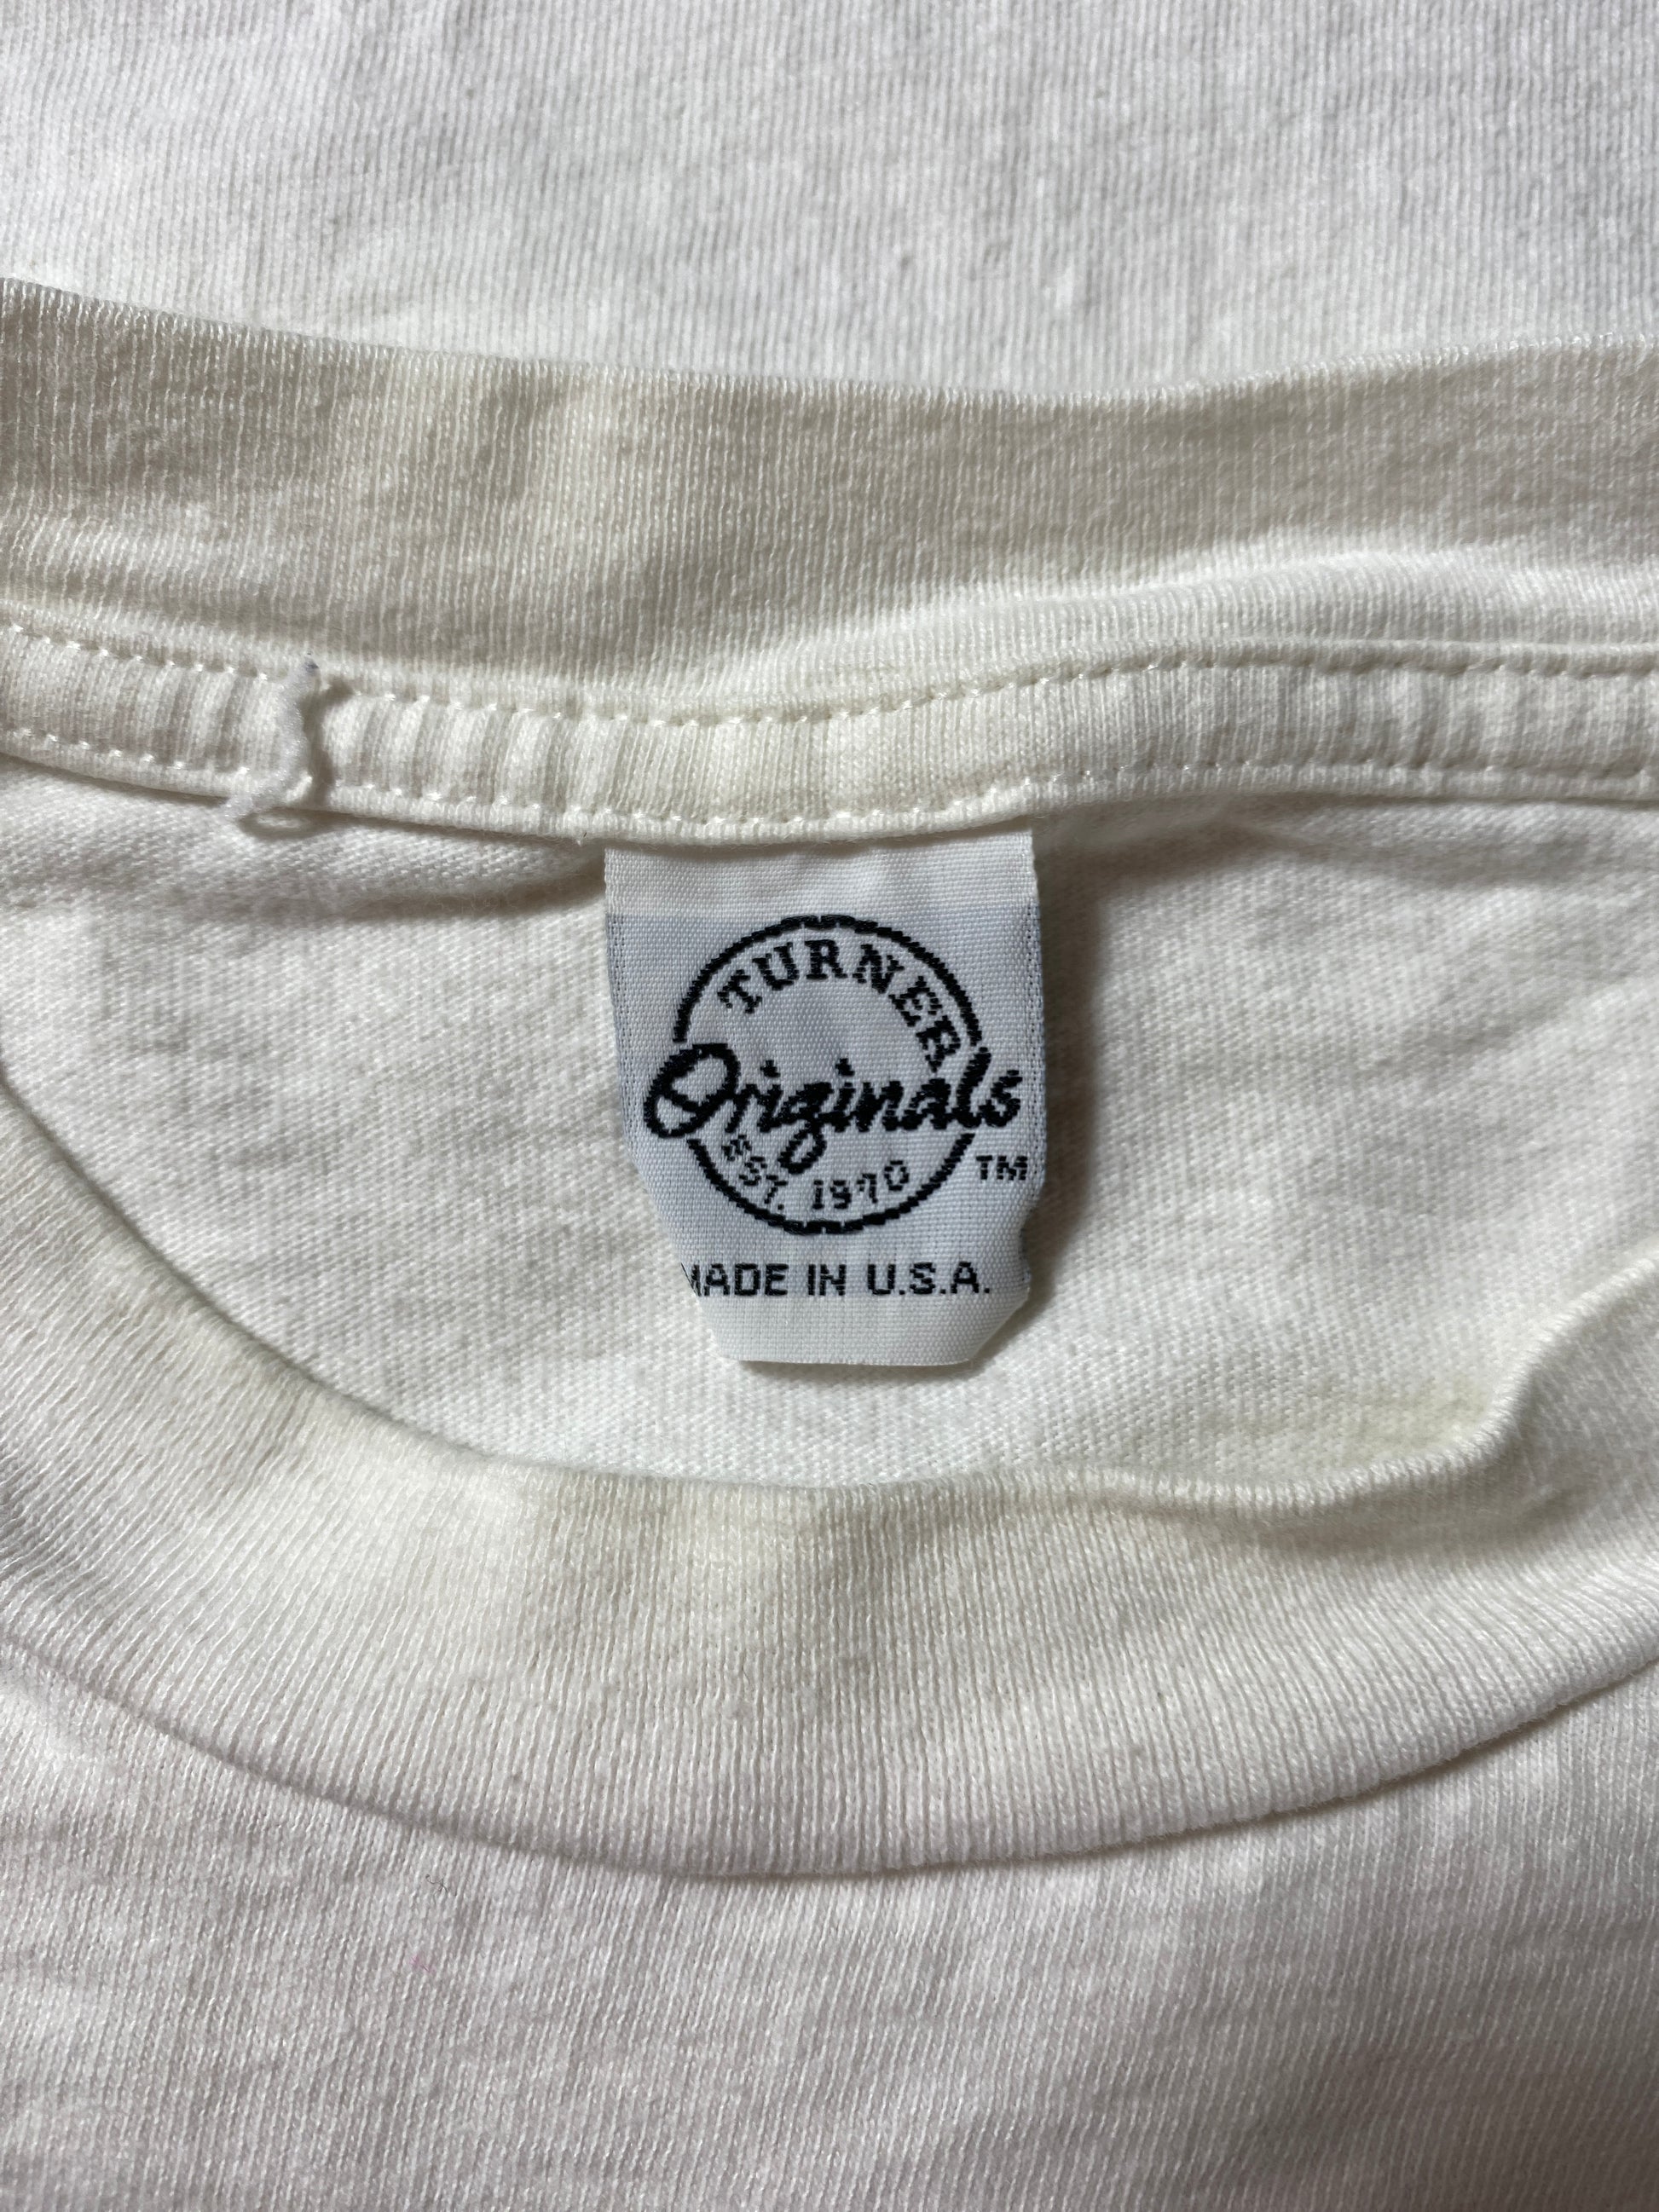 TURNER
Originals
EST. 1970
TM
MADE IN U.S.A.